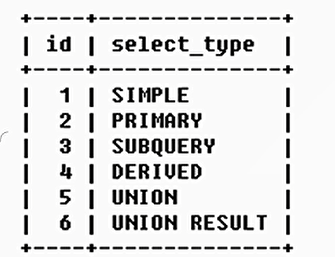 +----+--------------+
| id | select_type  |
+----+--------------+
|  1 | SIMPLE       |
|  2 | PRIMARY      |
|  3 | SUBQUERY     |
|  4 | DERIVED      |
|  5 | UNION        |
|  6 | UNION RESULT |
+----+--------------+